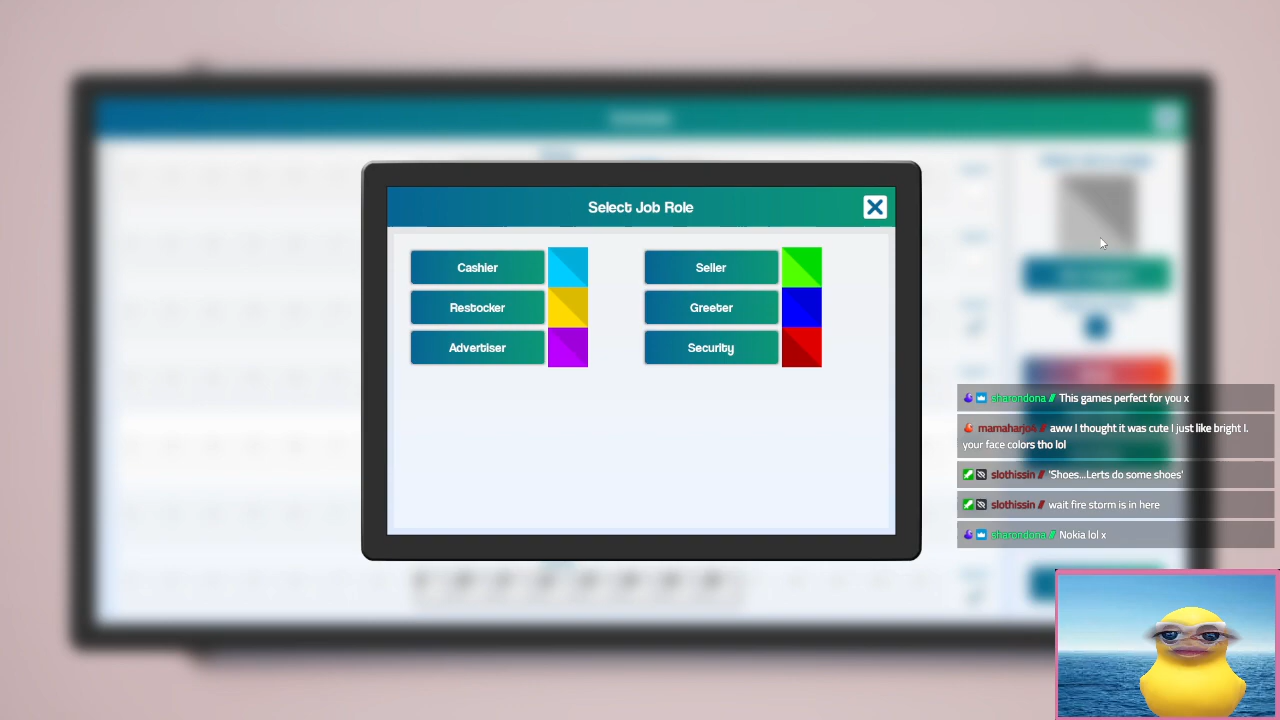 Select Job Role
Cashier
Seller
Restocker
Greeter
Advertiser
Security
sharondona // This games perfect for you x
mamaharjo4 // aww I thought it was cute I just like bright I.
your face colors tho lol
slothissin // 'Shoes...Lerts do some shoes'
slothissin // wait fire storm is in here
sharondona // Nokia lol x